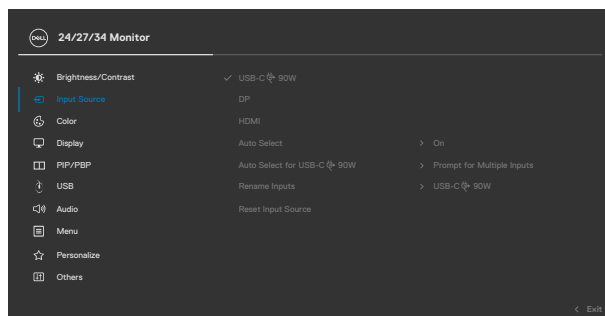 DELL 24/27/34 Monitor
Brightness/Contrast USB-C 90W
Input Source DP
Color HDMI
Display Auto Select > On
PIP/PBP Auto Select for USB-C 90W > Prompt for Multiple Inputs
USB Rename Inputs > USB-C 90W
Audio Reset Input Source
Menu
Personalize
Others
< Exit